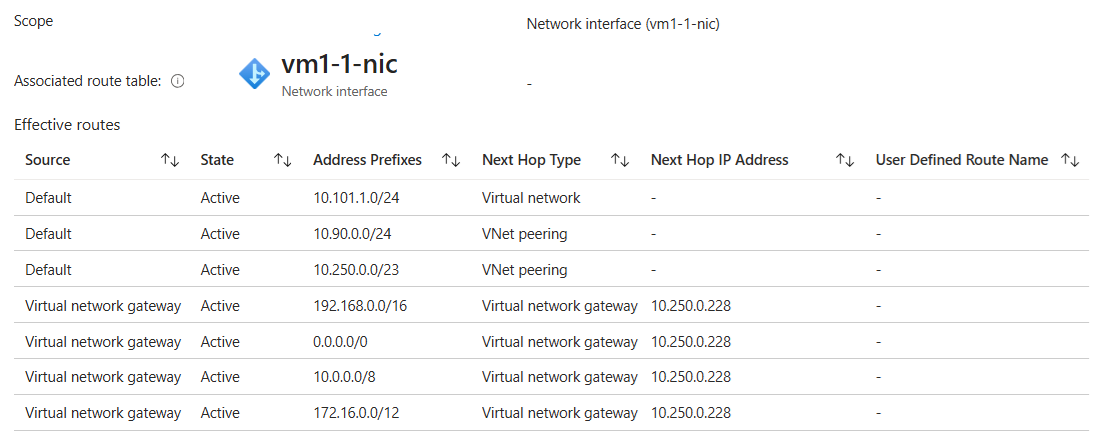 Scope Network interface (vm1-1-nic)
vm1-1-nic
Associated route table: -
Network interface
Effective routes
Source State Address Prefixes Next Hop Type Next Hop IP Address User Defined Route Name
Default Active 10.101.1.0/24 Virtual network - -
Default Active 10.90.0.0/24 VNet peering - -
Default Active 10.250.0.0/23 VNet peering - -
Virtual network gateway Active 192.168.0.0/16 Virtual network gateway 10.250.0.228 -
Virtual network gateway Active 0.0.0.0/0 Virtual network gateway 10.250.0.228 -
Virtual network gateway Active 10.0.0.0/8 Virtual network gateway 10.250.0.228 -
Virtual network gateway Active 172.16.0.0/12 Virtual network gateway 10.250.0.228 -